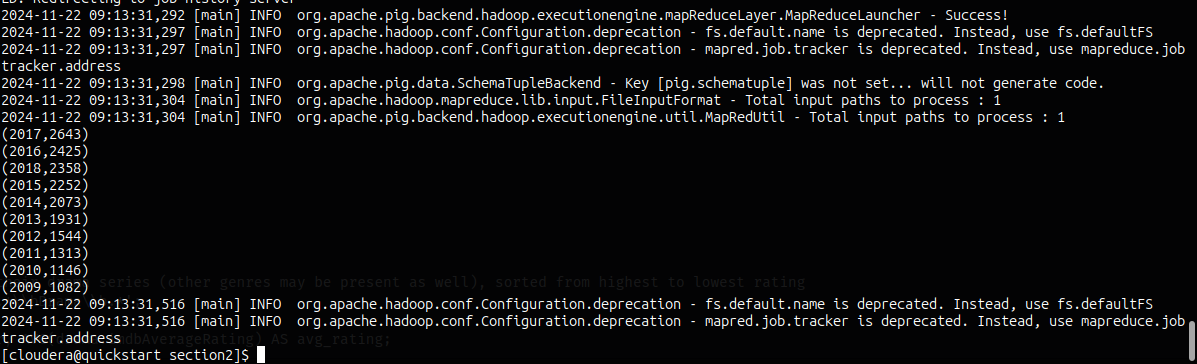 LED. Redirecting to job history server
2024-11-22 09:13:31,292 [main] INFO  org.apache.pig.backend.hadoop.executionengine.mapReduceLayer.MapReduceLauncher - Success!
2024-11-22 09:13:31,297 [main] INFO  org.apache.hadoop.conf.Configuration.deprecation - fs.default.name is deprecated. Instead, use fs.defaultFS
2024-11-22 09:13:31,297 [main] INFO  org.apache.hadoop.conf.Configuration.deprecation - mapred.job.tracker is deprecated. Instead, use mapreduce.job
tracker.address
2024-11-22 09:13:31,298 [main] INFO  org.apache.pig.data.SchemaTupleBackend - Key [pig.schematuple] was not set... will not generate code.
2024-11-22 09:13:31,304 [main] INFO  org.apache.hadoop.mapreduce.lib.input.FileInputFormat - Total input paths to process : 1
2024-11-22 09:13:31,304 [main] INFO  org.apache.pig.backend.hadoop.executionengine.util.MapRedUtil - Total input paths to process : 1
(2017,2643)
(2016,2425)
(2018,2358)
(2015,2252)
(2014,2073)
(2013,1931)
(2012,1544)
(2011,1313)
(2010,1146)
(2009,1082)
series (other genres may be present as well), sorted from highest to lowest rating
2024-11-22 09:13:31,516 [main] INFO  org.apache.hadoop.conf.Configuration.deprecation - fs.default.name is deprecated. Instead, use fs.defaultFS
2024-11-22 09:13:31,516 [main] INFO  org.apache.hadoop.conf.Configuration.deprecation - mapred.job.tracker is deprecated. Instead, use mapreduce.job
tracker.address
dbAverageRating) AS avg_rating;
[cloudera@quickstart section2]$